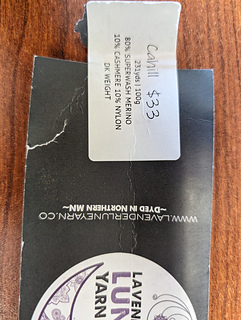 Cahill $33
231yds | 100g
80% SUPERWASH MERINO
10% CASHMERE 10% NYLON
DK WEIGHT
WWW.LAVENDERLUNEYARN.CO
~DYED IN NORTHERN MN~
LAVEN
LUN
YARN